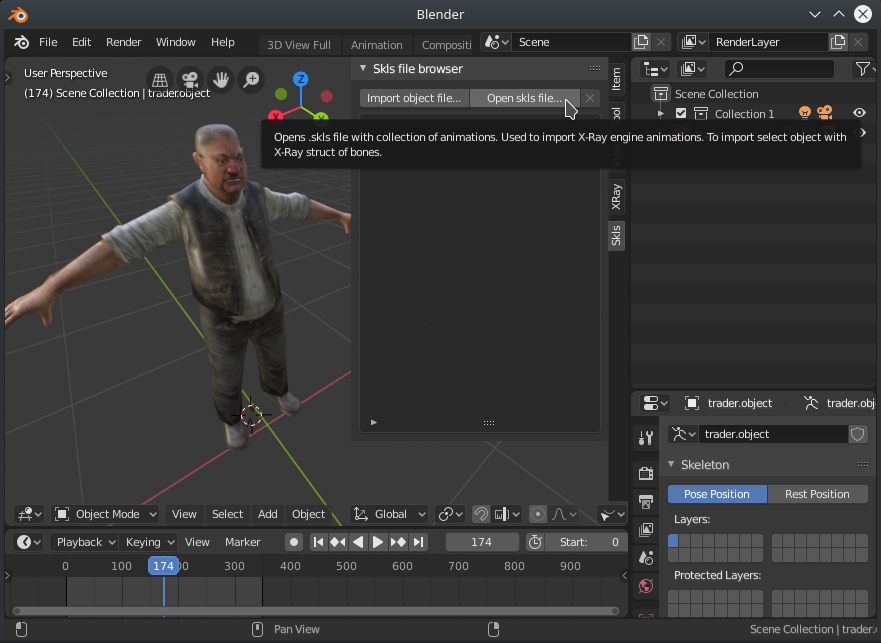 Blender
File Edit Render Window Help
3D View Full Animation Compositi
Scene
RenderLayer
User Perspective
(174) Scene Collection | trader.object
Skls file browser
Import object file... Open skls file...
Opens .skls file with collection of animations. Used to import X-Ray engine animations. To import select object with
X-Ray struct of bones.
Z
X
Item
XRay
Skls
Scene Collection
Collection 1
trader.object trader.obj
trader.object
Skeleton
Pose Position Rest Position
Layers:
Protected Layers:
Object Mode View Select Add Object Global
Playback Keying View Marker 174 Start: 0
0 100 174 300 400 500 600 700 800 900
Pan View
Scene Collection | trader.